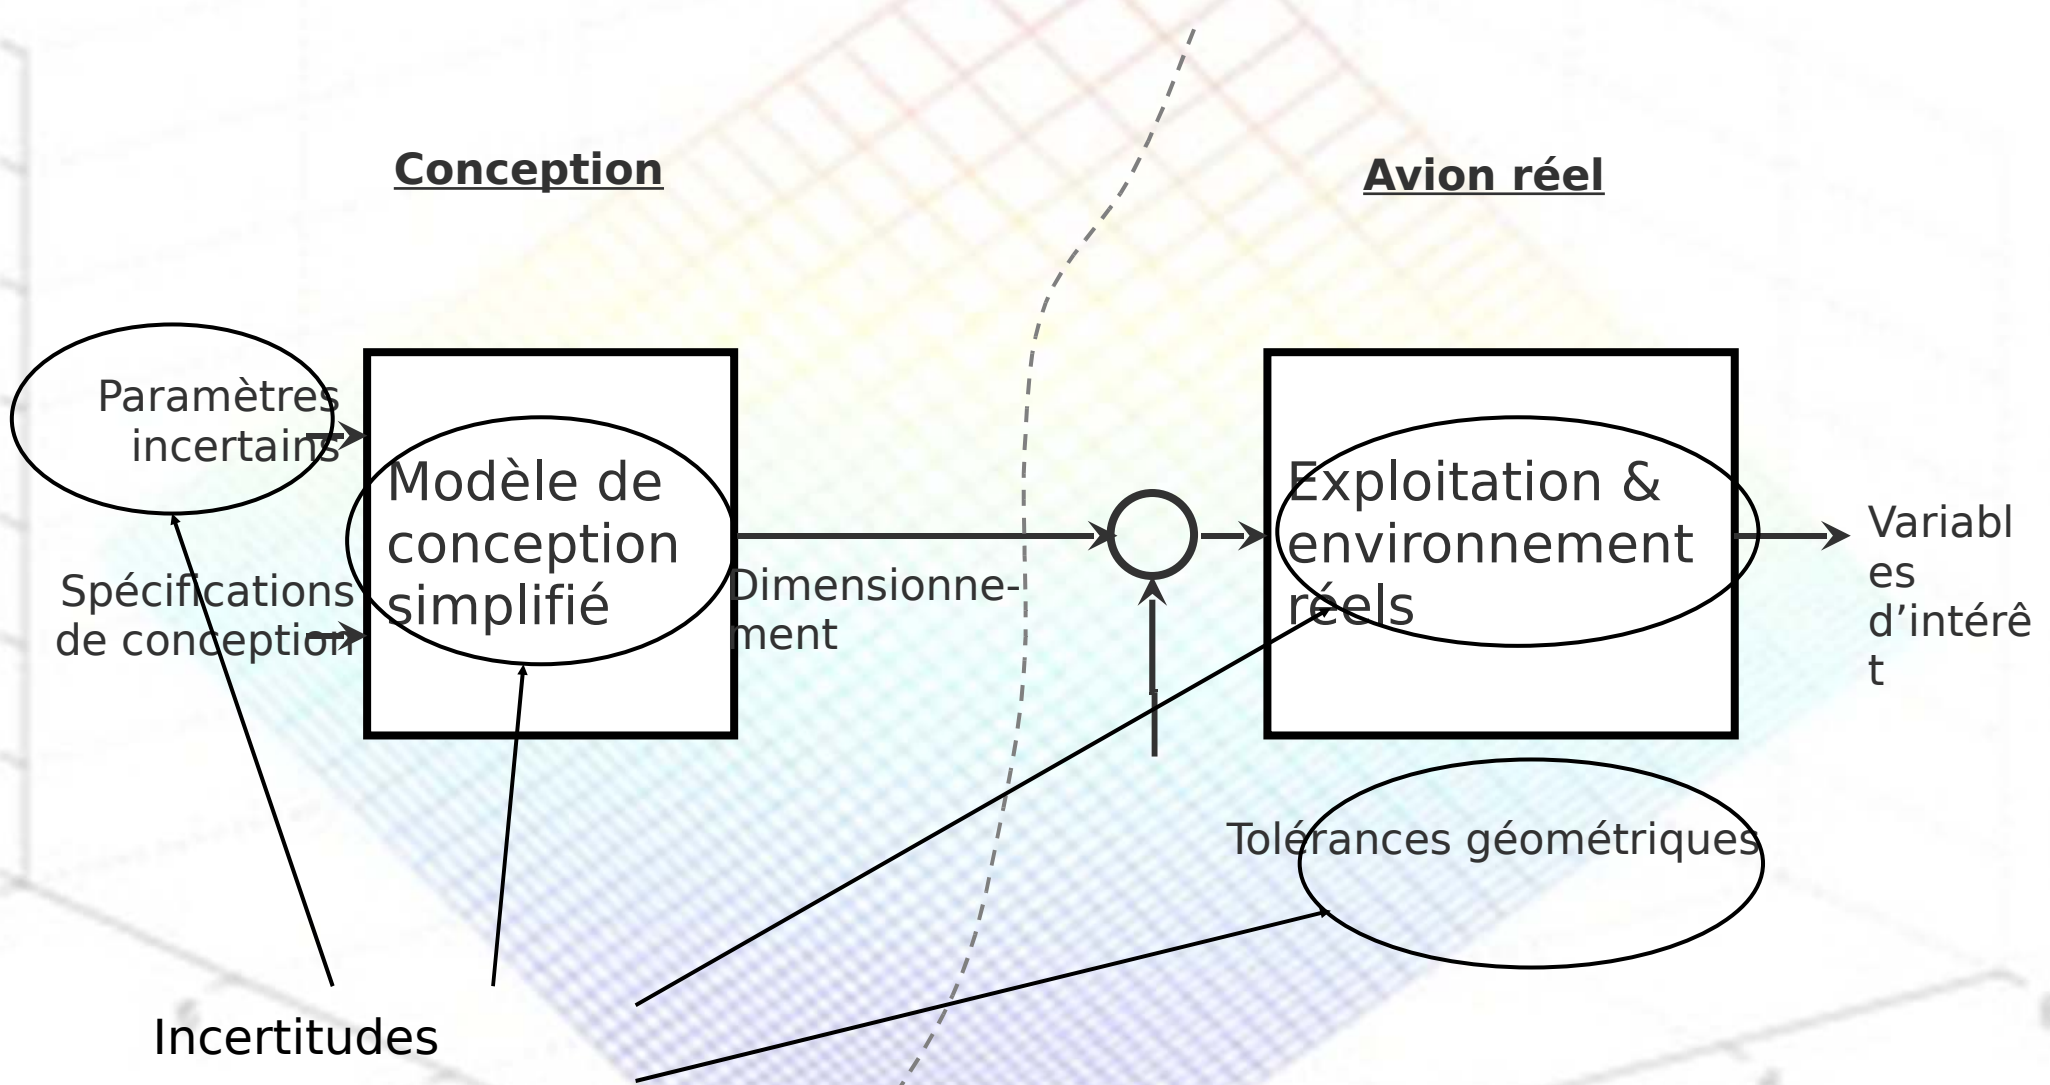 Conception
Avion réel
Paramètres
incertains
Spécifications
de conception
Modèle de
conception
simplifié
Dimensionne-
ment
Exploitation &
environnement
réels
Variabl
es
d’intérê
t
Tolérances géométriques
Incertitudes